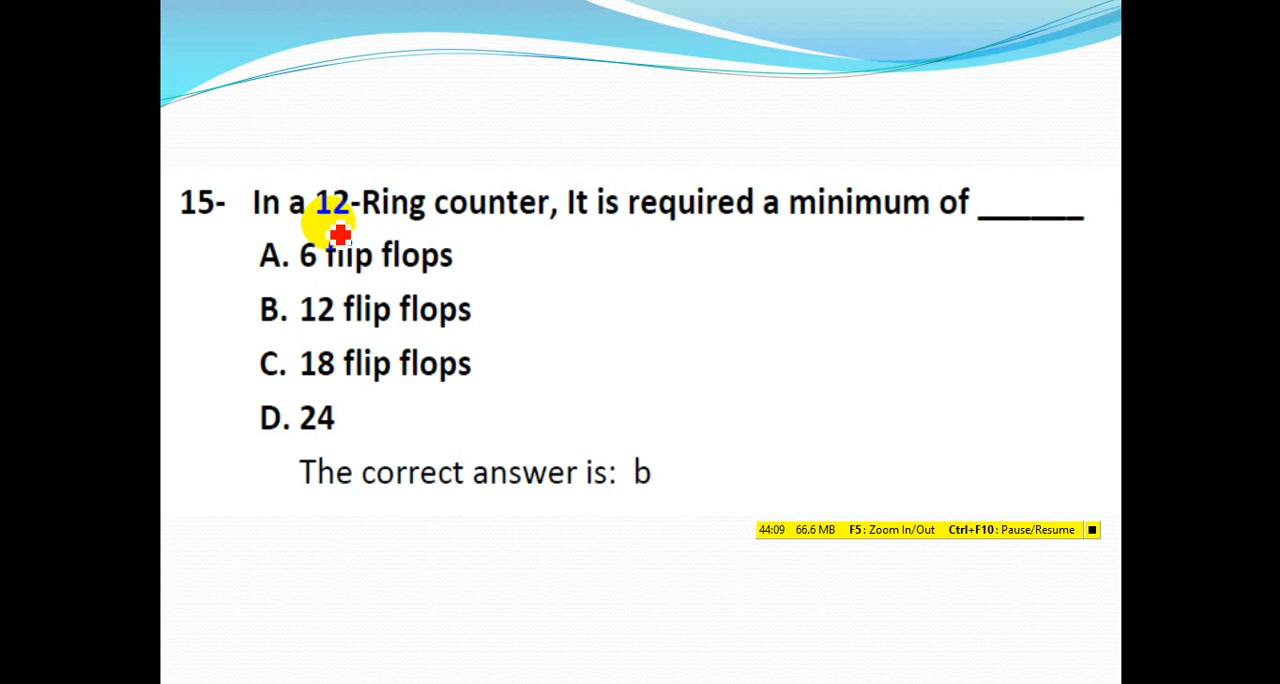 15- In a 12-Ring counter, It is required a minimum of ______
A. 6 flip flops
B. 12 flip flops
C. 18 flip flops
D. 24
The correct answer is: b
44:09 66.6 MB F5: Zoom In/Out Ctrl+F10: Pause/Resume